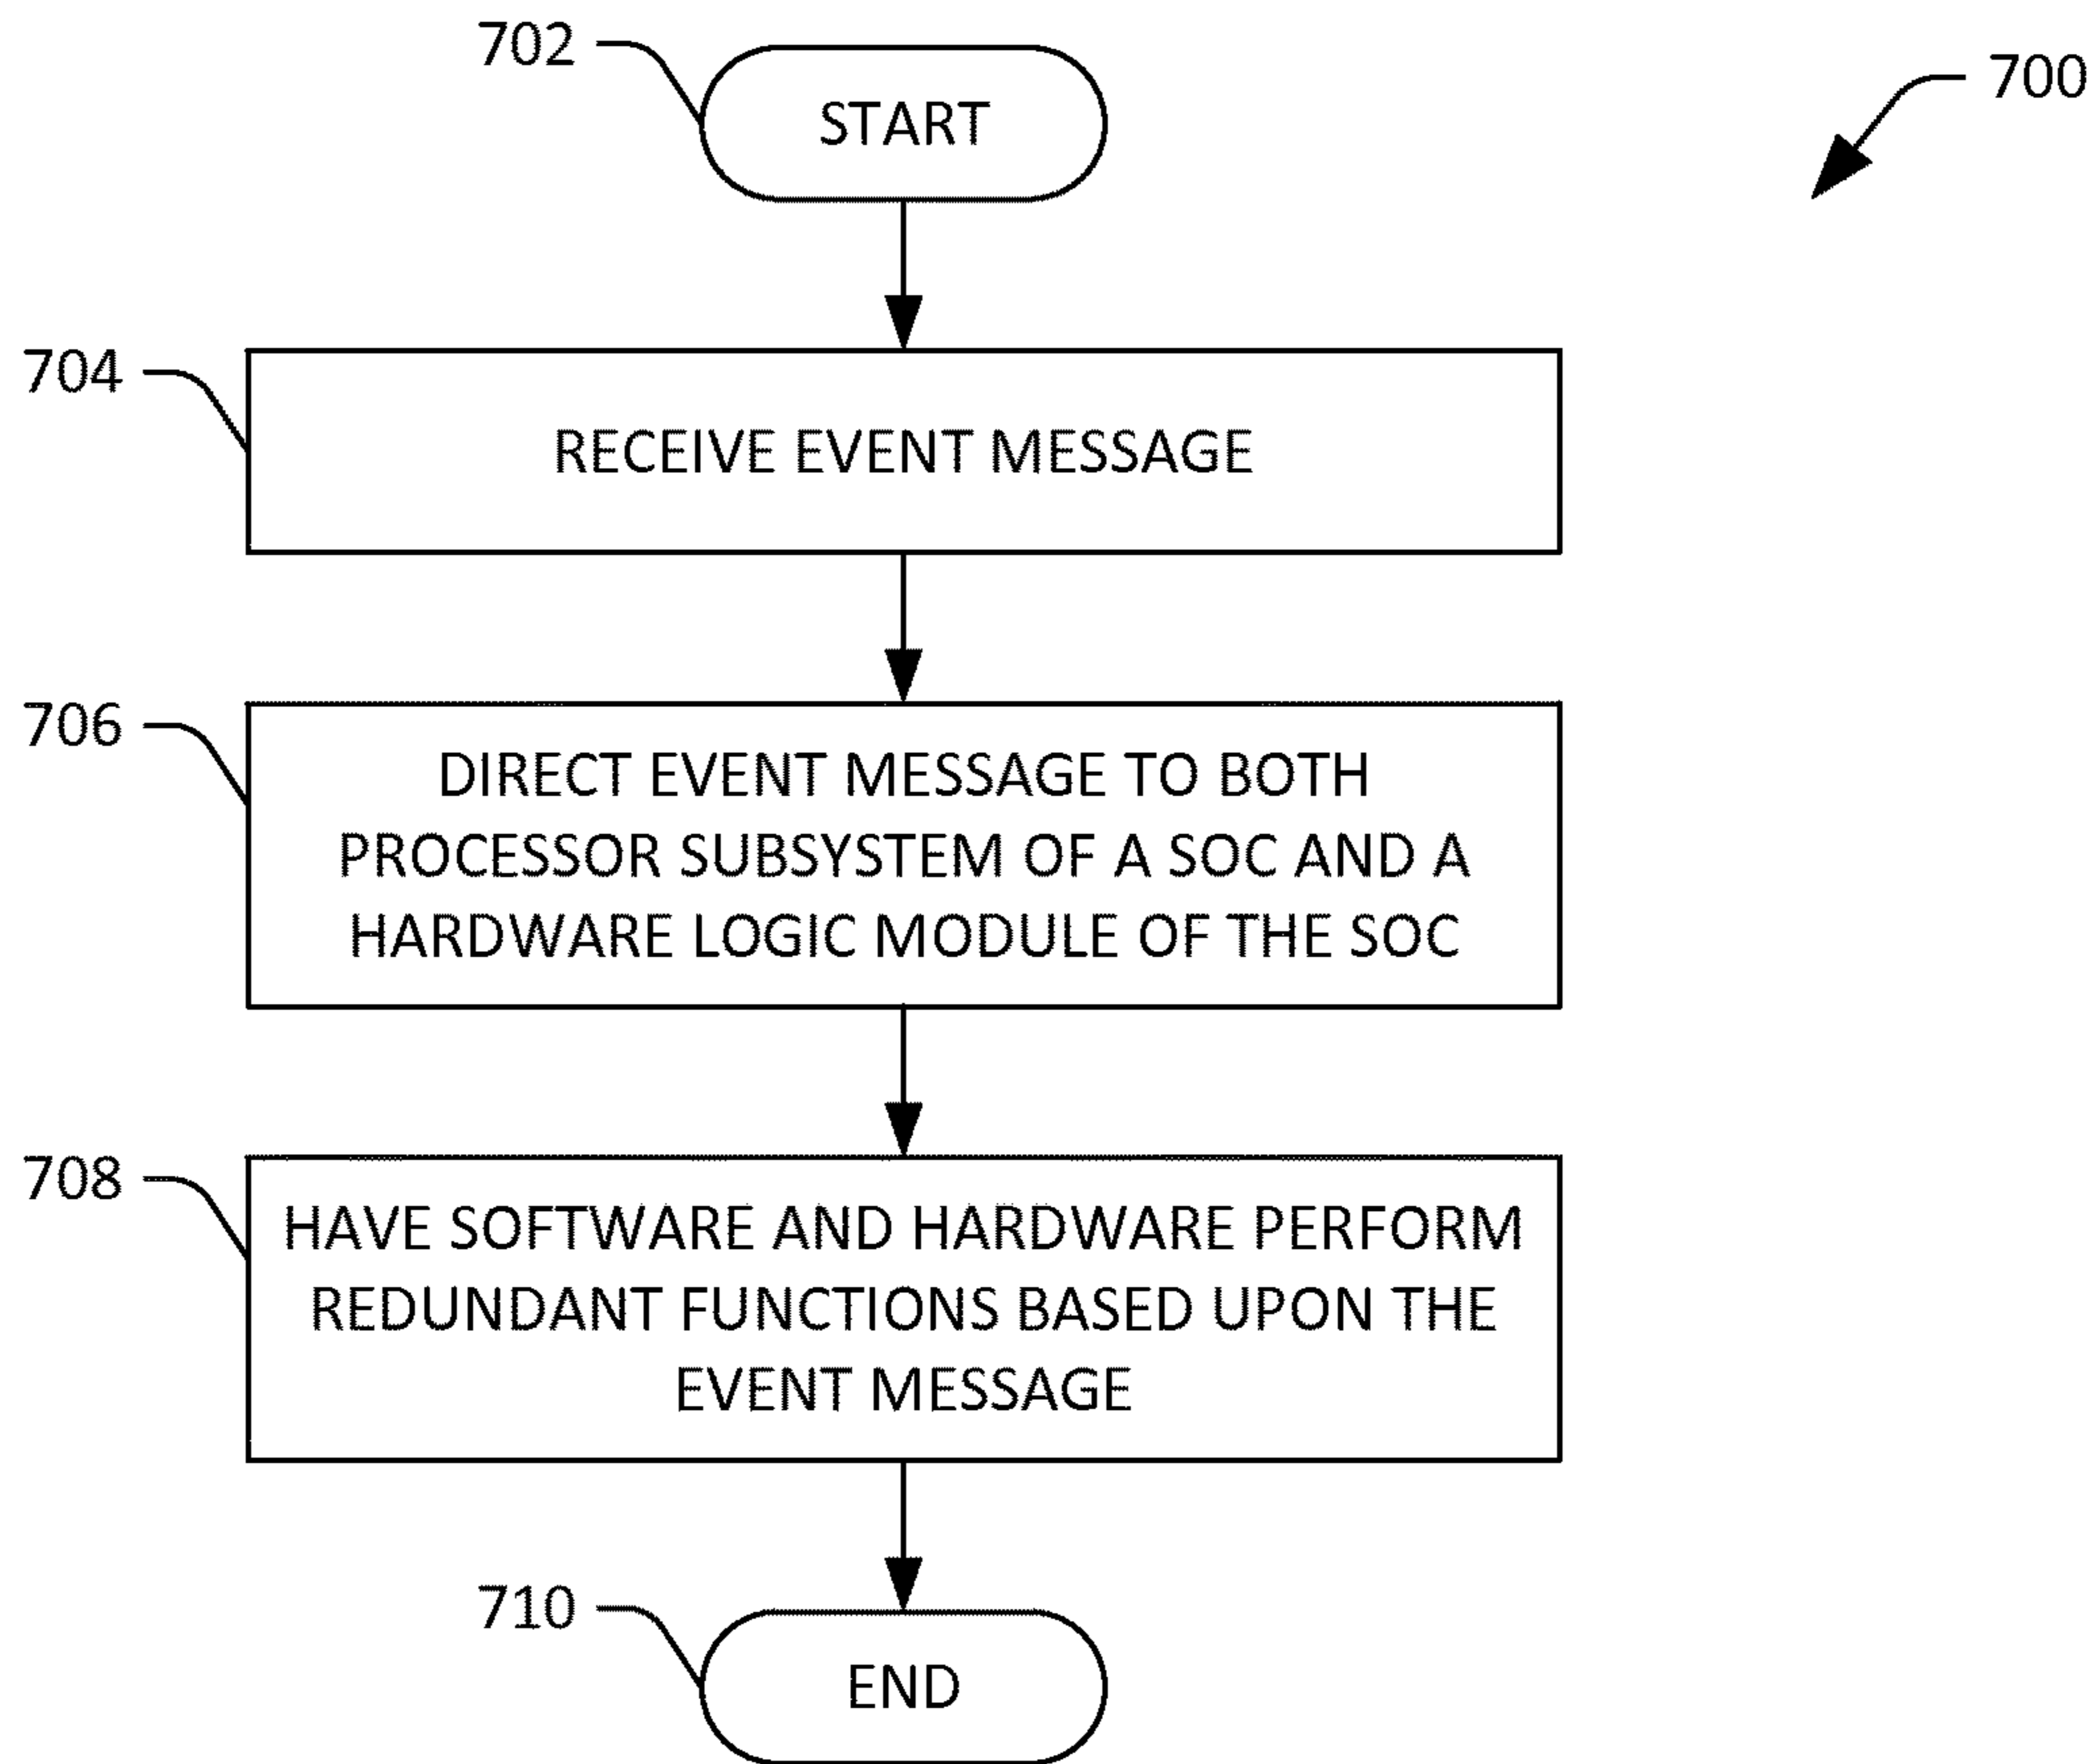 702
START
700
704
RECEIVE EVENT MESSAGE
706
DIRECT EVENT MESSAGE TO BOTH
PROCESSOR SUBSYSTEM OF A SOC AND A
HARDWARE LOGIC MODULE OF THE SOC
708
HAVE SOFTWARE AND HARDWARE PERFORM
REDUNDANT FUNCTIONS BASED UPON THE
EVENT MESSAGE
710
END